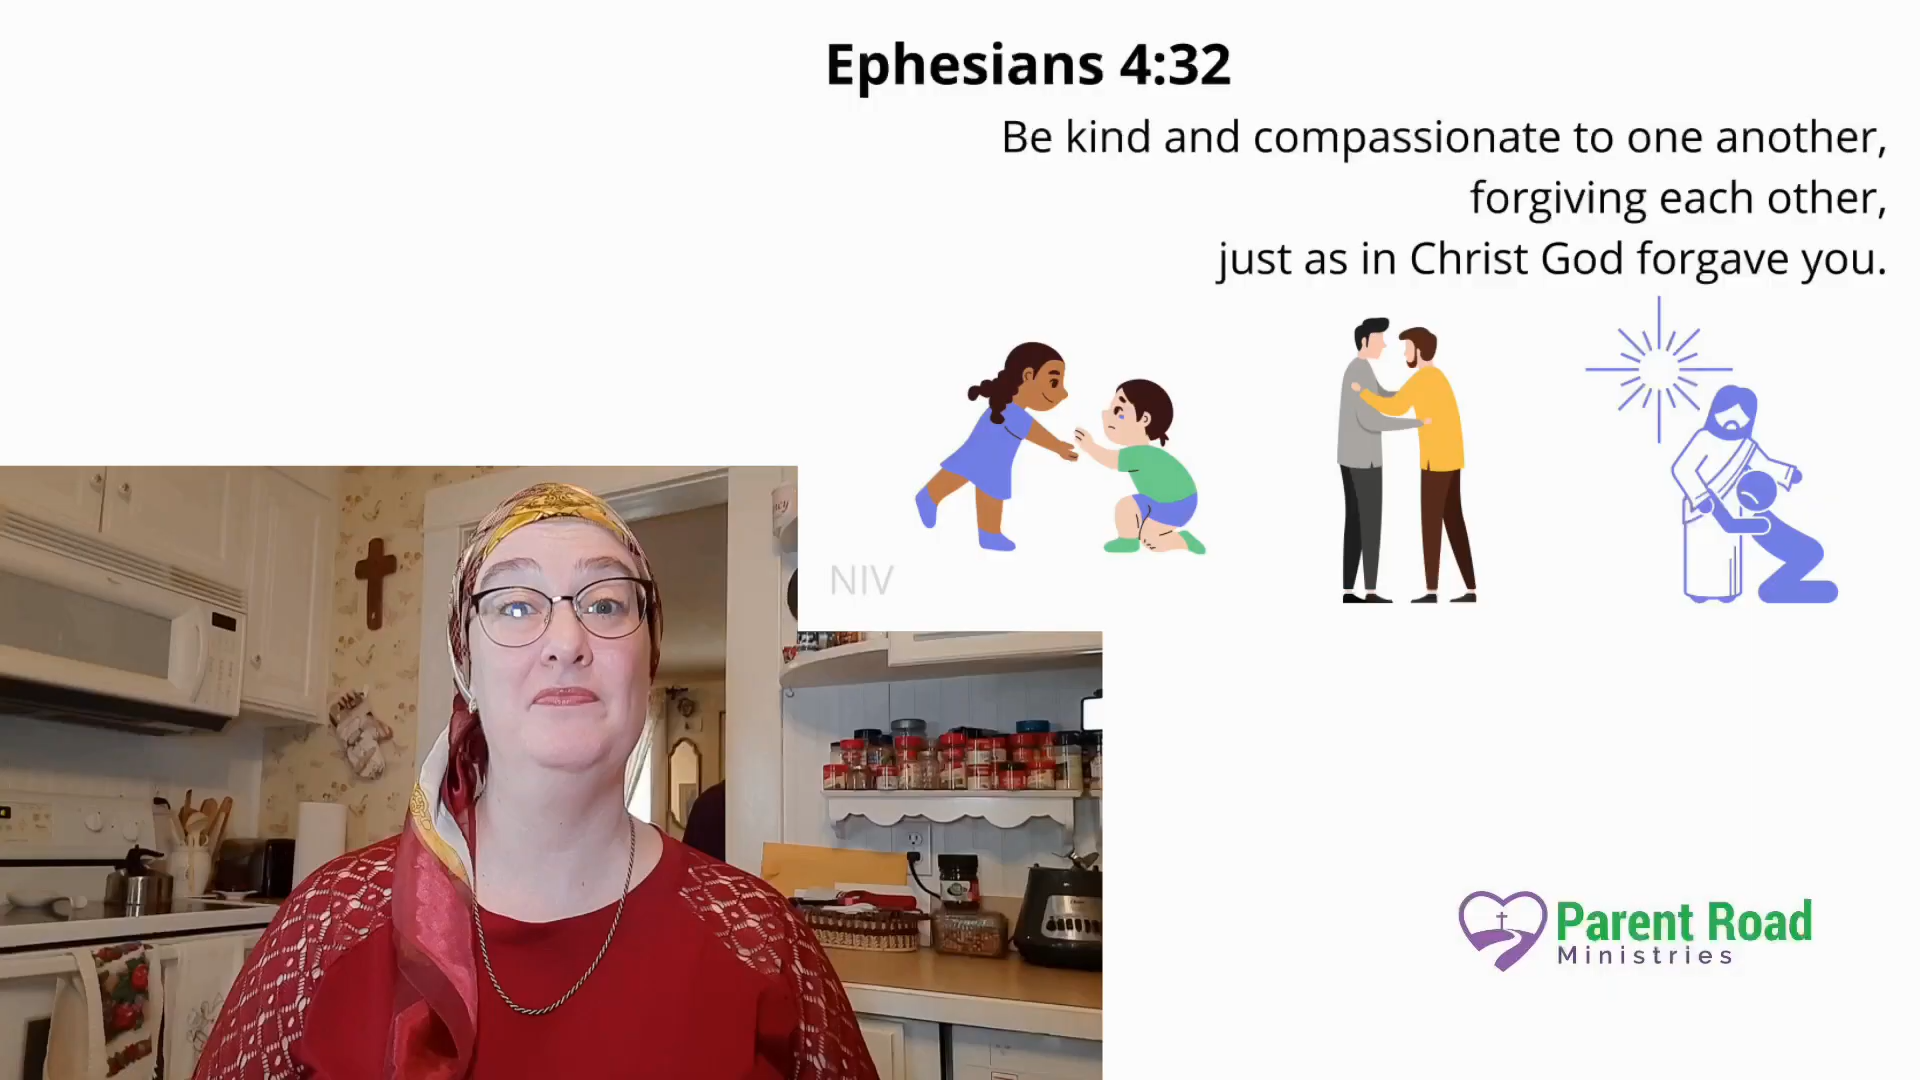 Ephesians 4:32
Be kind and compassionate to one another,
forgiving each other,
just as in Christ God forgave you.
NIV
Parent Road
Ministries